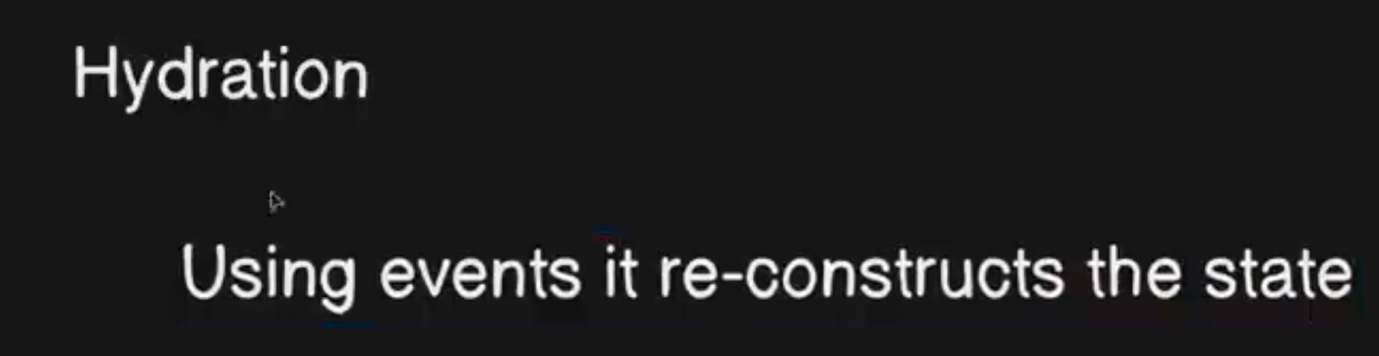 Hydration
Using events it re-constructs the state